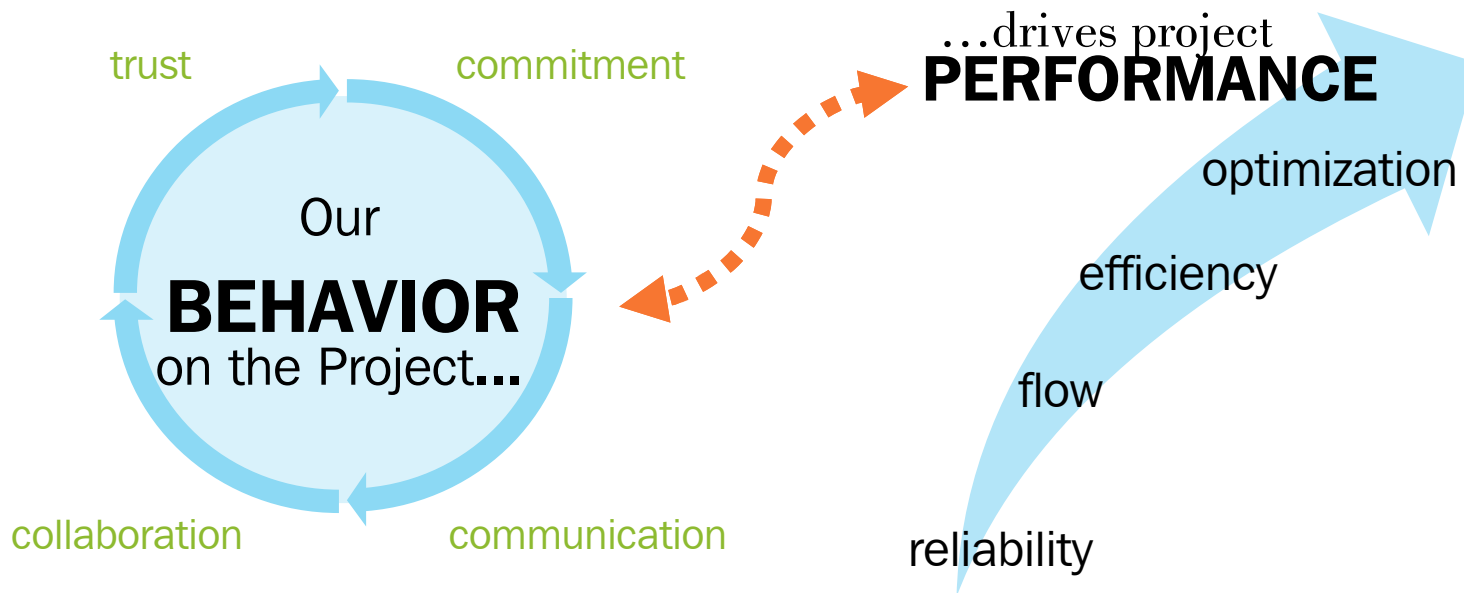 trust
commitment
Our
BEHAVIOR
on the Project...
collaboration
communication
...drives project
PERFORMANCE
optimization
efficiency
flow
reliability